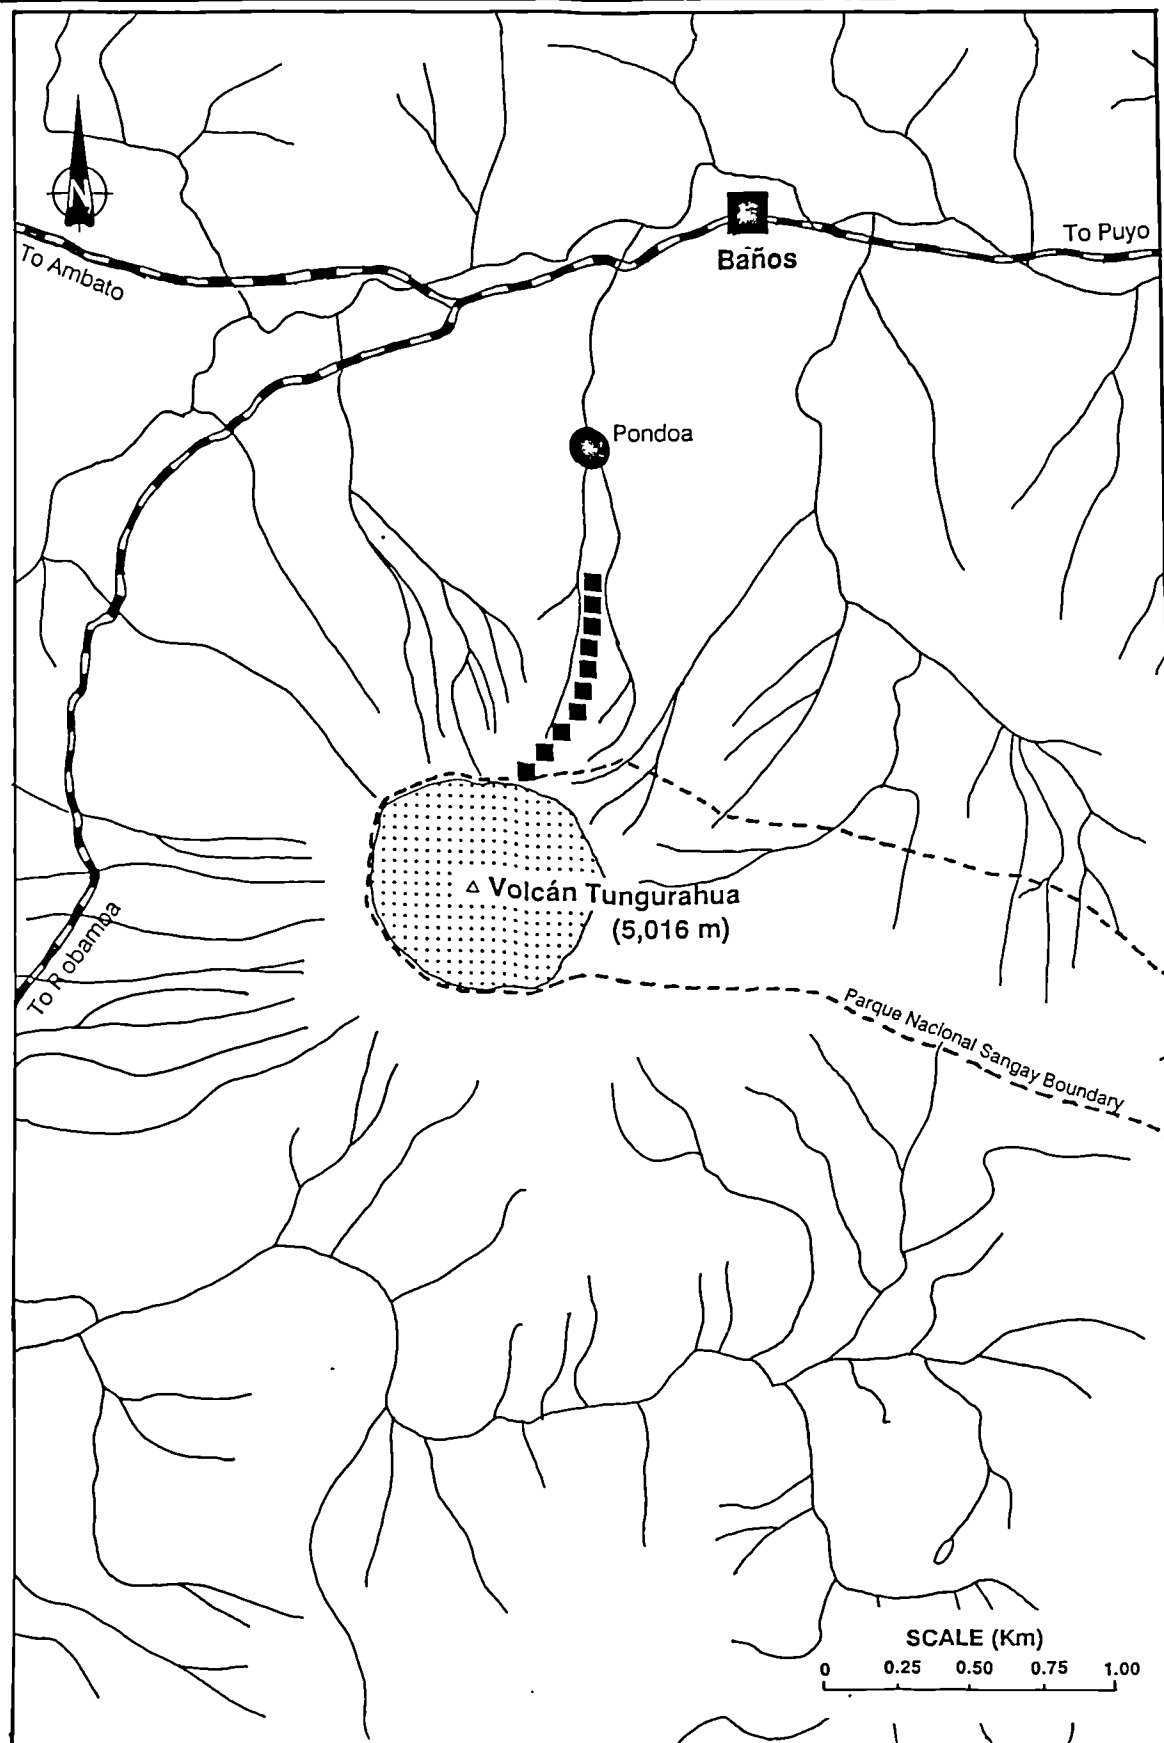 N
To Ambato
Baños
To Puyo
Pondoa
Volcán Tungurahua
(5,016 m)
To Robamba
Parque Nacional Sangay Boundary
SCALE (Km)
0 0.25 0.50 0.75 1.00